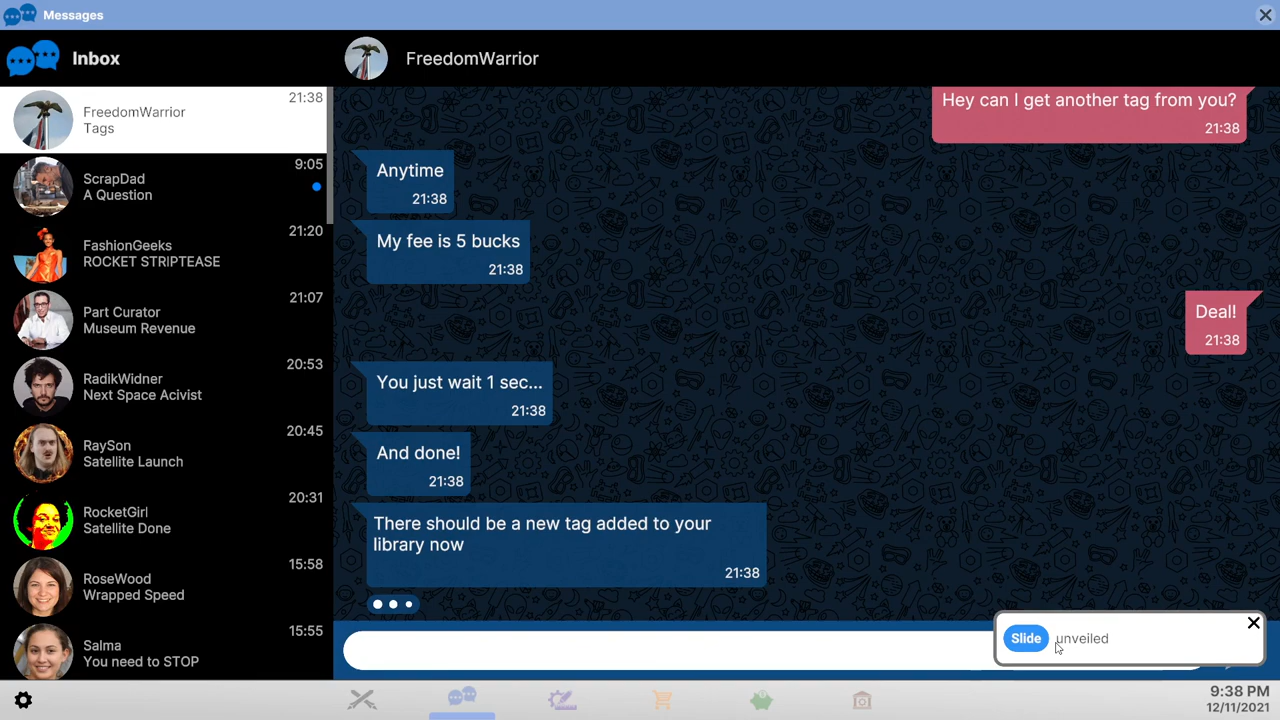 Messages
Inbox
FreedomWarrior
21:38
FreedomWarrior
Tags
9:05
ScrapDad
A Question
21:20
FashionGeeks
ROCKET STRIPTEASE
21:07
Part Curator
Museum Revenue
20:53
RadikWidner
Next Space Acivist
20:45
RaySon
Satellite Launch
20:31
RocketGirl
Satellite Done
15:58
RoseWood
Wrapped Speed
15:55
Salma
You need to STOP
Hey can I get another tag from you?
21:38
Anytime
21:38
My fee is 5 bucks
21:38
Deal!
21:38
You just wait 1 sec...
21:38
And done!
21:38
There should be a new tag added to your
library now
21:38
Slide unveiled
9:38 PM
12/11/2021